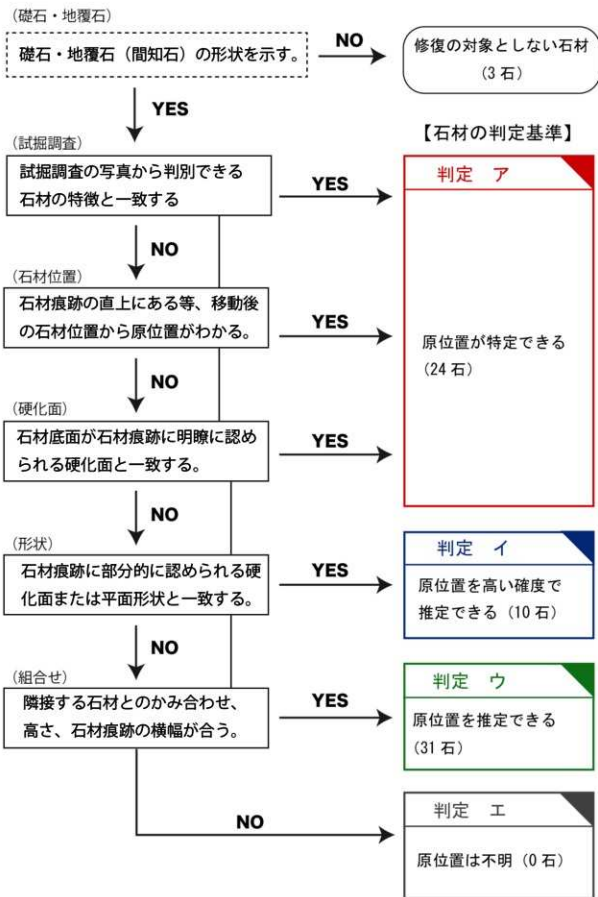 (礎石・地覆石)
礎石・地覆石(間知石)の形状を示す。
NO
修復の対象としない石材
(3 石)
YES
【石材の判定基準】
(試掘調査)
試掘調査の写真から判別できる
石材の特徴と一致する
YES
判定 ア
NO
(石材位置)
石材痕跡の直上にある等、移動後
の石材位置から原位置がわかる。
YES
原位置が特定できる
(24 石)
NO
(硬化面)
石材底面が石材痕跡に明瞭に認め
られる硬化面と一致する。
YES
NO
(形状)
石材痕跡に部分的に認められる硬
化面または平面形状と一致する。
YES
判定 イ
原位置を高い確度で
推定できる(10 石)
NO
(組合せ)
隣接する石材とのかみ合わせ、
高さ、石材痕跡の横幅が合う。
YES
判定 ウ
原位置を推定できる
(31 石)
NO
判定 エ
原位置は不明(0 石)